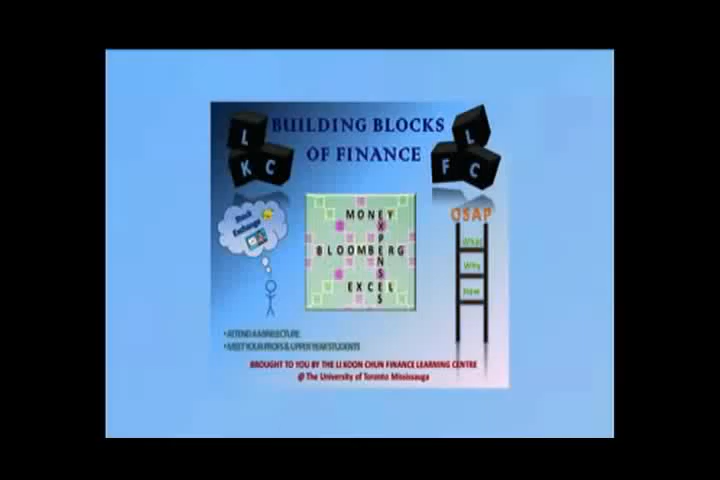 BUILDING BLOCKS
OF FINANCE
L
K C
L
F C
Stock
Exchange
MONEY
EXPENSES
BLOOMBERG
EXCEL
OSAP
What
Why
How
• ATTEND A MINI LECTURE
• MEET YOUR PROFS & UPPER YEAR STUDENTS
BROUGHT TO YOU BY THE LI KOON CHUN FINANCE LEARNING CENTRE
@ The University of Toronto Mississauga